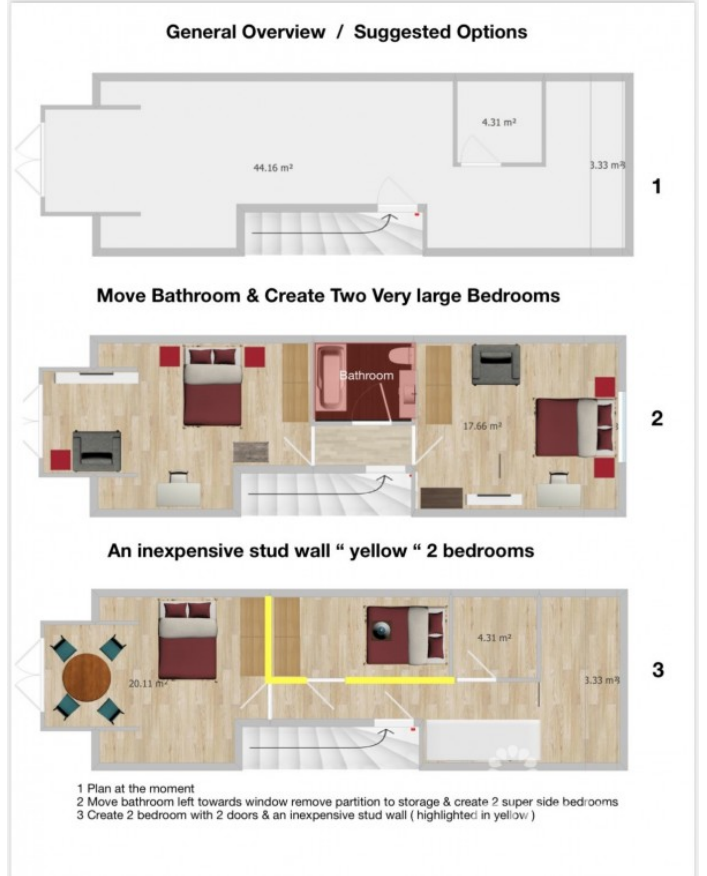 General Overview / Suggested Options
4.31 m²
44.16 m²
3.33 m²
1
Move Bathroom & Create Two Very large Bedrooms
Bathroom
17.66 m²
2
An inexpensive stud wall “ yellow “ 2 bedrooms
4.31 m²
20.11 m²
3.33 m²
3
1 Plan at the moment
2 Move bathroom left towards window remove partition to storage & create 2 super side bedrooms
3 Create 2 bedroom with 2 doors & an inexpensive stud wall ( highlighted in yellow )